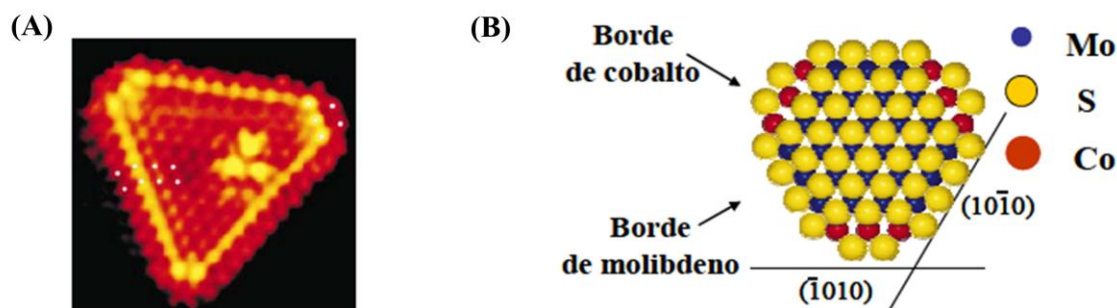 (A)
(B)
Borde
de cobalto
Borde
de molibdeno
Mo
S
Co
(101̄0)
(1̄010)